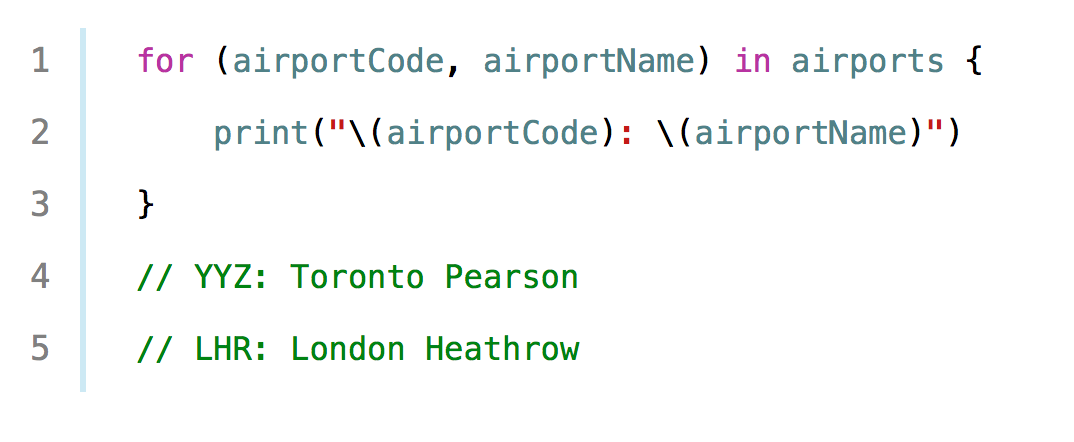 1 for (airportCode, airportName) in airports {
2 print("\(airportCode): \(airportName)")
3 }
4 // YYZ: Toronto Pearson
5 // LHR: London Heathrow